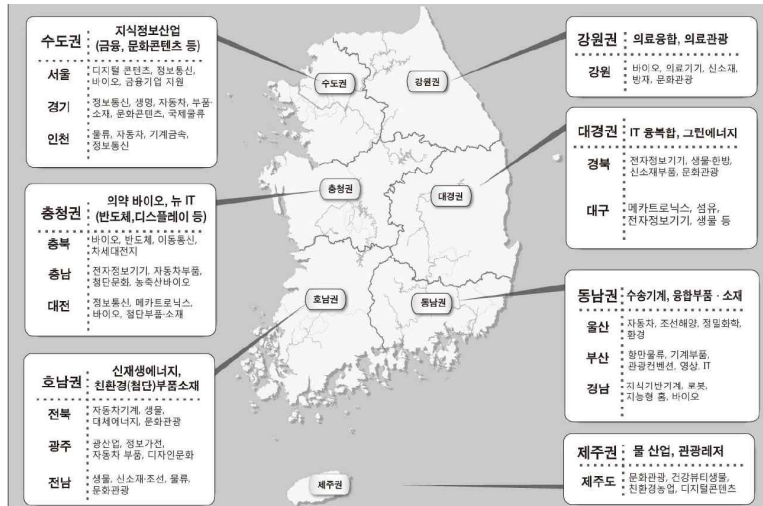 수도권
지식정보산업
(금융, 문화콘텐츠 등)
서울
디지털 콘텐츠, 정보통신,
바이오, 금융기업 지원
경기
정보통신, 생명, 자동차, 부품·
소재, 문화콘텐츠, 국제물류
인천
물류, 자동차, 기계금속,
정보통신
충청권
의약 바이오, 뉴 IT
(반도체,디스플레이 등)
충북
바이오, 반도체, 이동통신,
차세대전지
충남
전자정보기기, 자동차부품,
첨단문화, 농축산바이오
대전
정보통신, 메카트로닉스,
바이오, 첨단부품·소재
호남권
신재생에너지,
친환경(첨단)부품소재
전북
자동차기계, 생물,
대체에너지, 문화관광
광주
광산업, 정보가전,
자동차 부품, 디자인문화
전남
생물, 신소재·조선, 물류,
문화관광
수도권
강원권
충청권
대경권
호남권
동남권
제주권
강원권
의료융합, 의료관광
강원
바이오, 의료기기, 신소재,
방재, 문화관광
대경권
IT 융복합, 그린에너지
경북
전자정보기기, 생물·한방,
신소재부품, 문화관광
대구
메카트로닉스, 섬유,
전자정보기기, 생물 등
동남권
수송기계, 융합부품·소재
울산
자동차, 조선해양, 정밀화학,
환경
부산
항만물류, 기계부품,
관광컨벤션, 영상. IT
경남
지식기반기계, 로봇,
지능형 홈, 바이오
제주권
물 산업, 관광레저
제주도
문화관광, 건강뷰티생물,
친환경농업, 디지털콘텐츠